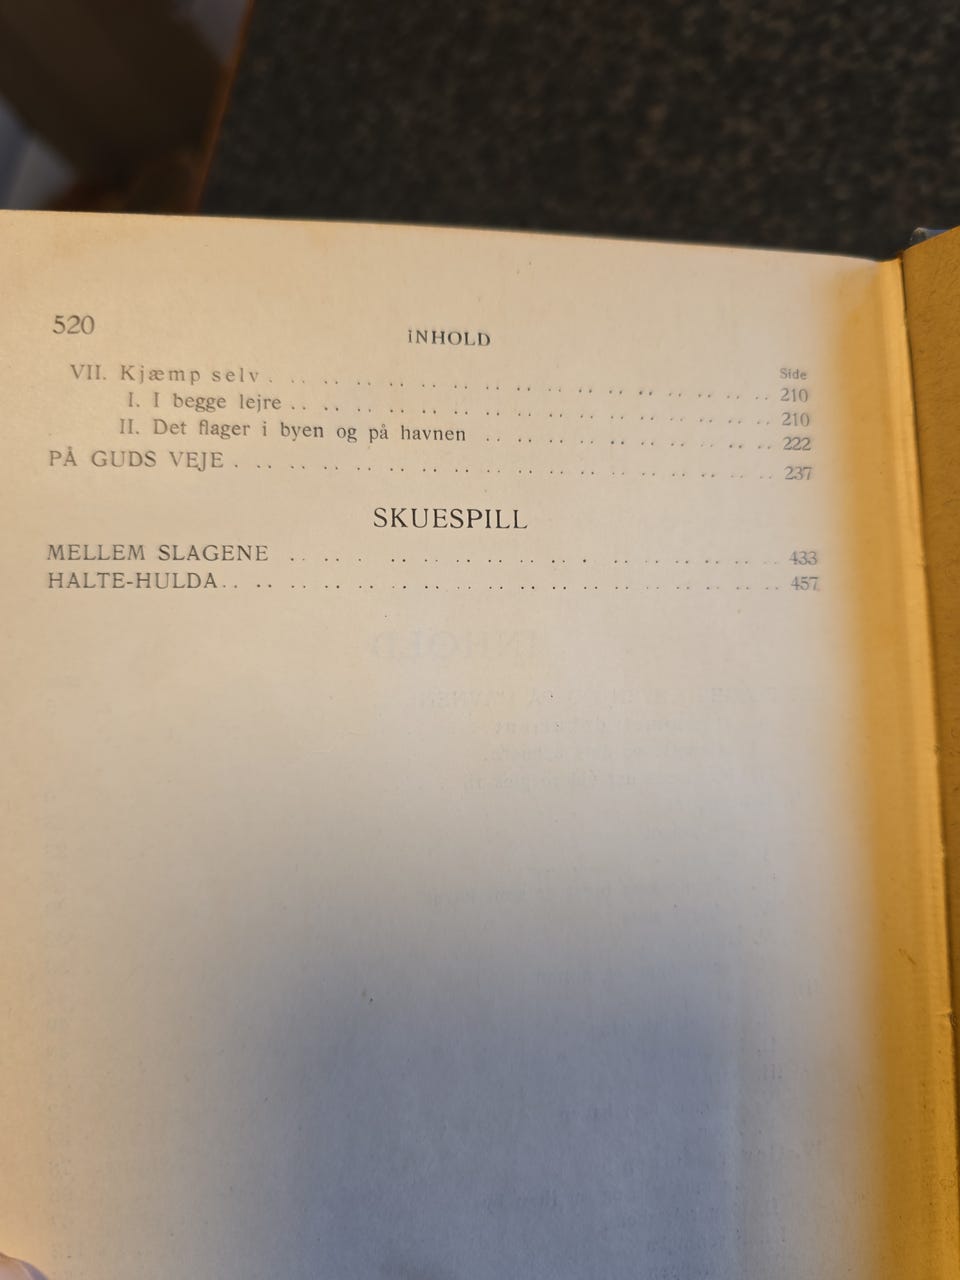 520
INHOLD
Side
VII. Kjæmp selv . . . . . . . . . . . . . . . . . . . . . . . . . . . . . . 210
I. I begge lejre . . . . . . . . . . . . . . . . . . . . . . . . . . . . . 210
II. Det flager i byen og på havnen . . . . . . . . . . . . . . . . . . 222
PÅ GUDS VEJE . . . . . . . . . . . . . . . . . . . . . . . . . . . . . . . . 237
SKUESPILL
MELLEM SLAGENE . . . . . . . . . . . . . . . . . . . . . . . . . . . . . . 433
HALTE-HULDA . . . . . . . . . . . . . . . . . . . . . . . . . . . . . . . . . 457